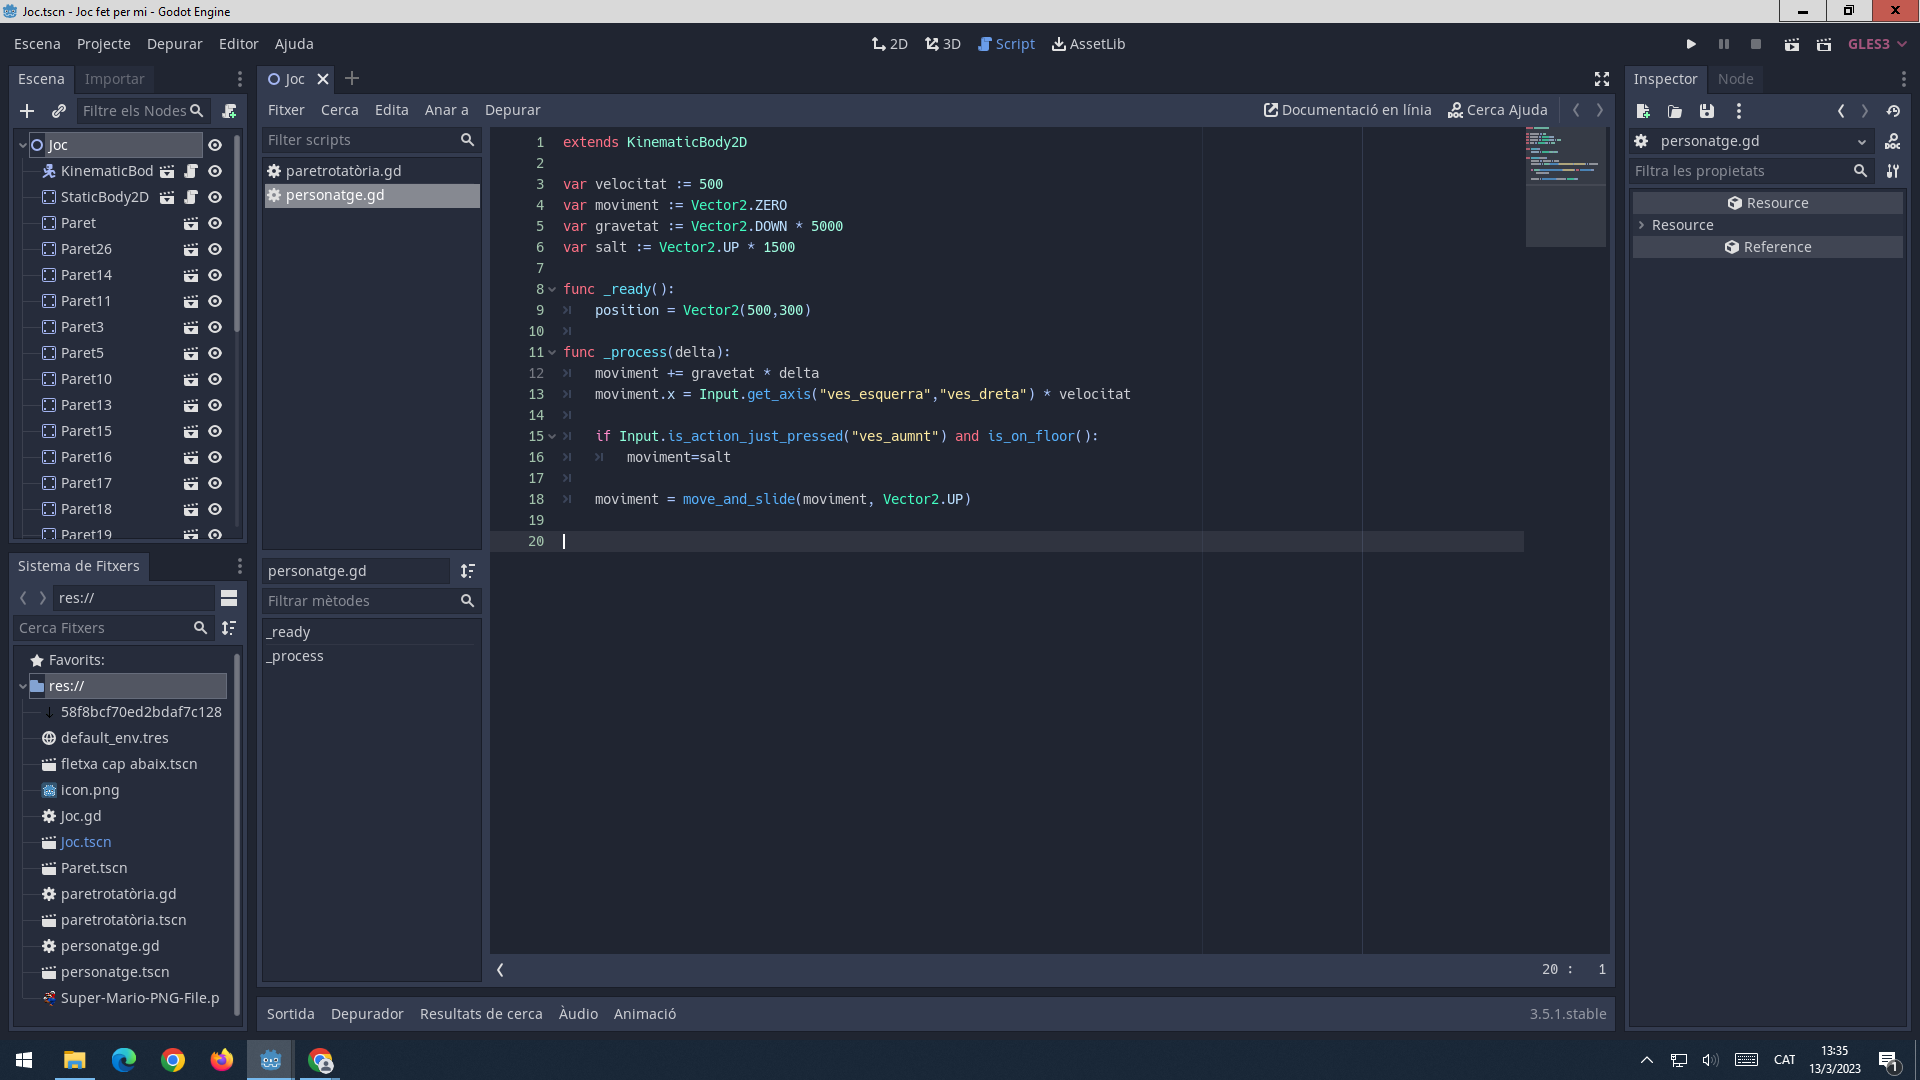 Joc.tscn - Joc fet per mi - Godot Engine
Escena Projecte Depurar Editor Ajuda
2D 3D Script AssetLib
GLES3
Escena Importar
Filtre els Nodes
Joc
KinematicBod
StaticBody2D
Paret
Paret26
Paret14
Paret11
Paret3
Paret5
Paret10
Paret13
Paret15
Paret16
Paret17
Paret18
Paret19
Sistema de Fitxers
res://
Cerca Fitxers
Favorits:
res://
58f8bcf70ed2bdaf7c128
default_env.tres
fletxa cap abaix.tscn
icon.png
Joc.gd
Joc.tscn
Paret.tscn
paretrotatòria.gd
paretrotatòria.tscn
personatge.gd
personatge.tscn
Super-Mario-PNG-File.p
Joc
Fitxer Cerca Edita Anar a Depurar
Documentació en línia Cerca Ajuda
Filter scripts
paretrotatòria.gd
personatge.gd
personatge.gd
Filtrar mètodes
_ready
_process
1 extends KinematicBody2D
2
3 var velocitat := 500
4 var moviment := Vector2.ZERO
5 var gravetat := Vector2.DOWN * 5000
6 var salt := Vector2.UP * 1500
7
8 func _ready():
9 position = Vector2(500,300)
10
11 func _process(delta):
12 moviment += gravetat * delta
13 moviment.x = Input.get_axis("ves_esquerra","ves_dreta") * velocitat
14
15 if Input.is_action_just_pressed("ves_aumnt") and is_on_floor():
16 moviment=salt
17
18 moviment = move_and_slide(moviment, Vector2.UP)
19
20
20 : 1
Sortida Depurador Resultats de cerca Àudio Animació
3.5.1.stable
Inspector Node
personatge.gd
Filtra les propietats
Resource
Resource
Reference
CAT
13:35
13/3/2023
1